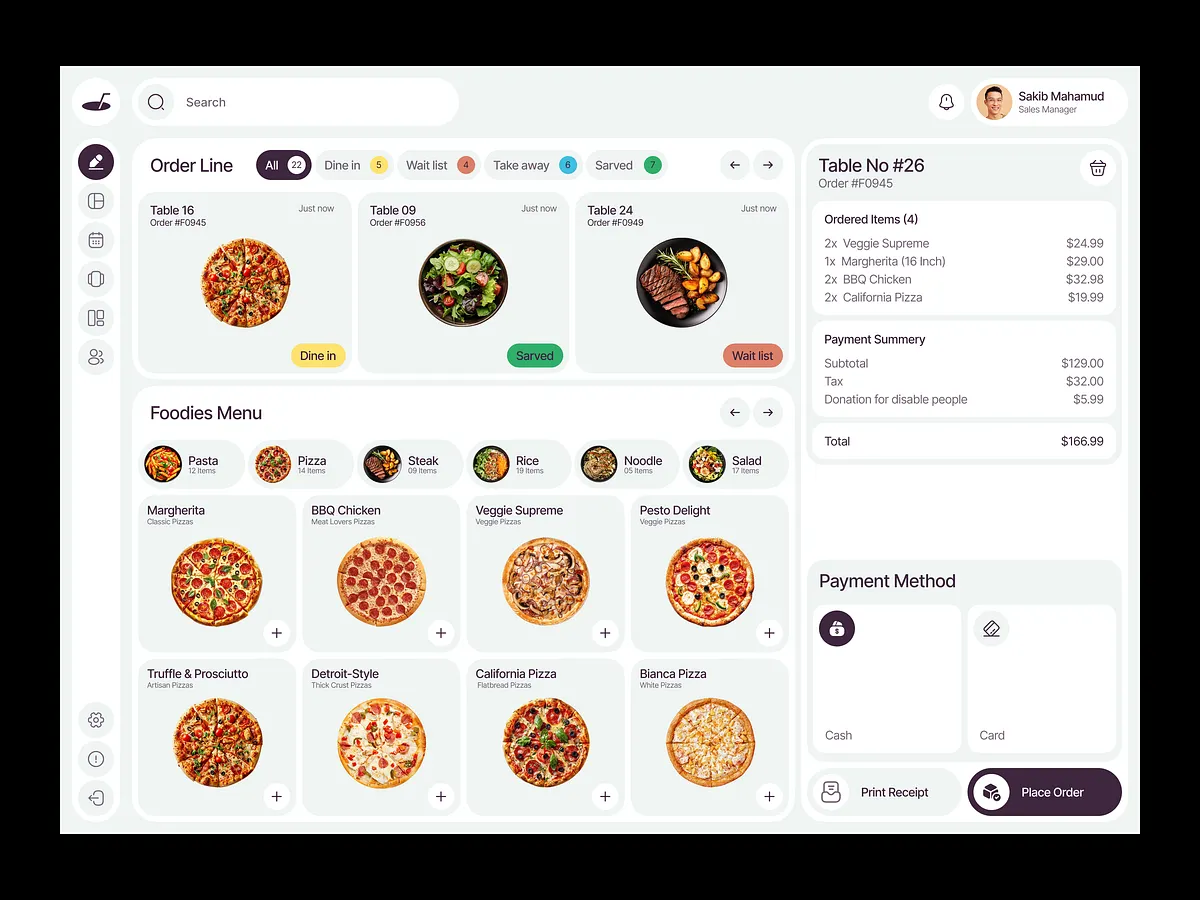 Search
Sakib Mahamud
Sales Manager
Order Line
All 22
Dine in 5
Wait list 4
Take away 6
Sarved 7
Table 16
Just now
Order #F0945
Dine in
Table 09
Just now
Order #F0956
Sarved
Table 24
Just now
Order #F0949
Wait list
Foodies Menu
Pasta
12 Items
Pizza
14 Items
Steak
09 Items
Rice
19 Items
Noodle
05 Items
Salad
17 Items
Margherita
Classic Pizzas
BBQ Chicken
Meat Lovers Pizzas
Veggie Supreme
Veggie Pizzas
Pesto Delight
Veggie Pizzas
Truffle & Prosciutto
Artisan Pizzas
Detroit-Style
Thick Crust Pizzas
California Pizza
Flatbread Pizzas
Bianca Pizza
White Pizzas
Table No #26
Order #F0945
Ordered Items (4)
2x Veggie Supreme $24.99
1x Margherita (16 Inch) $29.00
2x BBQ Chicken $32.98
2x California Pizza $19.99
Payment Summery
Subtotal $129.00
Tax $32.00
Donation for disable people $5.99
Total $166.99
Payment Method
Cash
Card
Print Receipt
Place Order